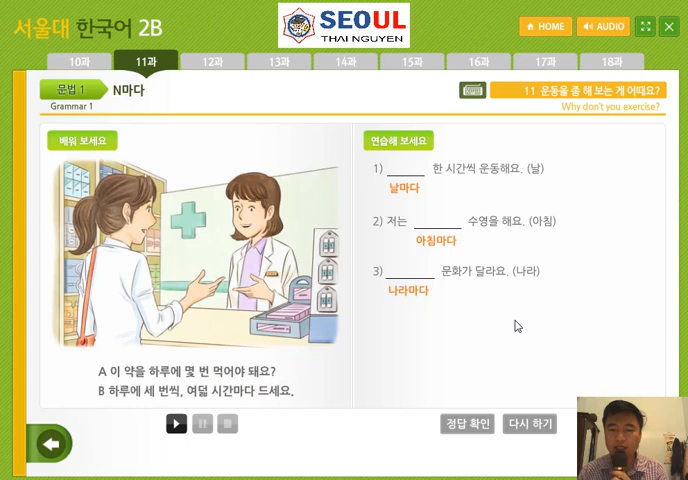 서울대 한국어 2B
SEOUL
THAI NGUYEN
HOME
AUDIO
10과
11과
12과
13과
14과
15과
16과
17과
18과
문법 1
N마다
Grammar 1
11 운동을 좀 해 보는 게 어때요?
Why don't you exercise?
배워 보세요
연습해 보세요
1) ______ 한 시간씩 운동해요. (날)
날마다
2) 저는 ________ 수영을 해요. (아침)
아침마다
3) ________ 문화가 달라요. (나라)
나라마다
A 이 약을 하루에 몇 번 먹어야 돼요?
B 하루에 세 번씩, 여덟 시간마다 드세요.
정답 확인
다시 하기